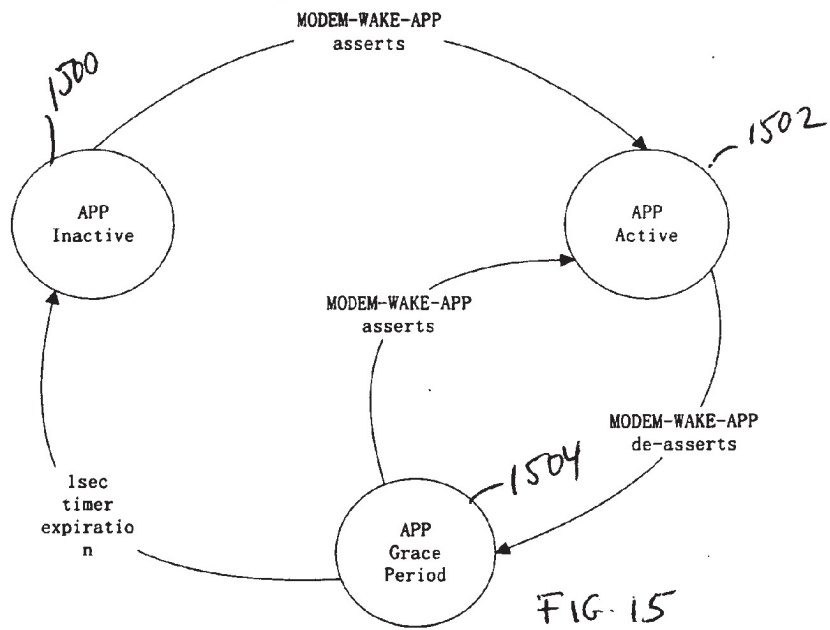 MODEM-WAKE-APP
asserts
1500
1502
APP
Inactive
APP
Active
MODEM-WAKE-APP
asserts
MODEM-WAKE-APP
de-asserts
1sec
timer
expiratio
n
1504
APP
Grace
Period
FIG. 15